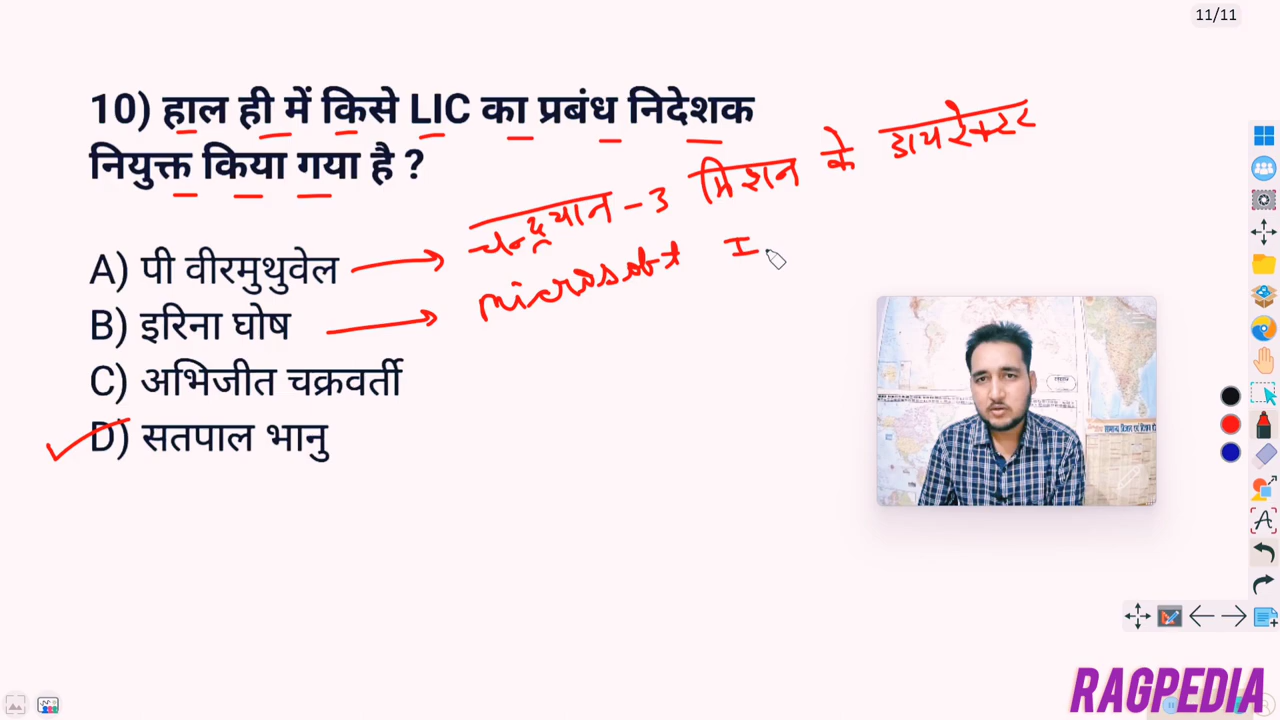 11/11
10) हाल ही में किसे LIC का प्रबंध निदेशक
नियुक्त किया गया है ?
A) पी वीरमुथुवेल
चन्द्रयान - 3 मिशन के डायरेक्टर
B) इरिना घोष
microsoft I
C) अभिजीत चक्रवर्ती
D) सतपाल भानु
RAGPEDIA